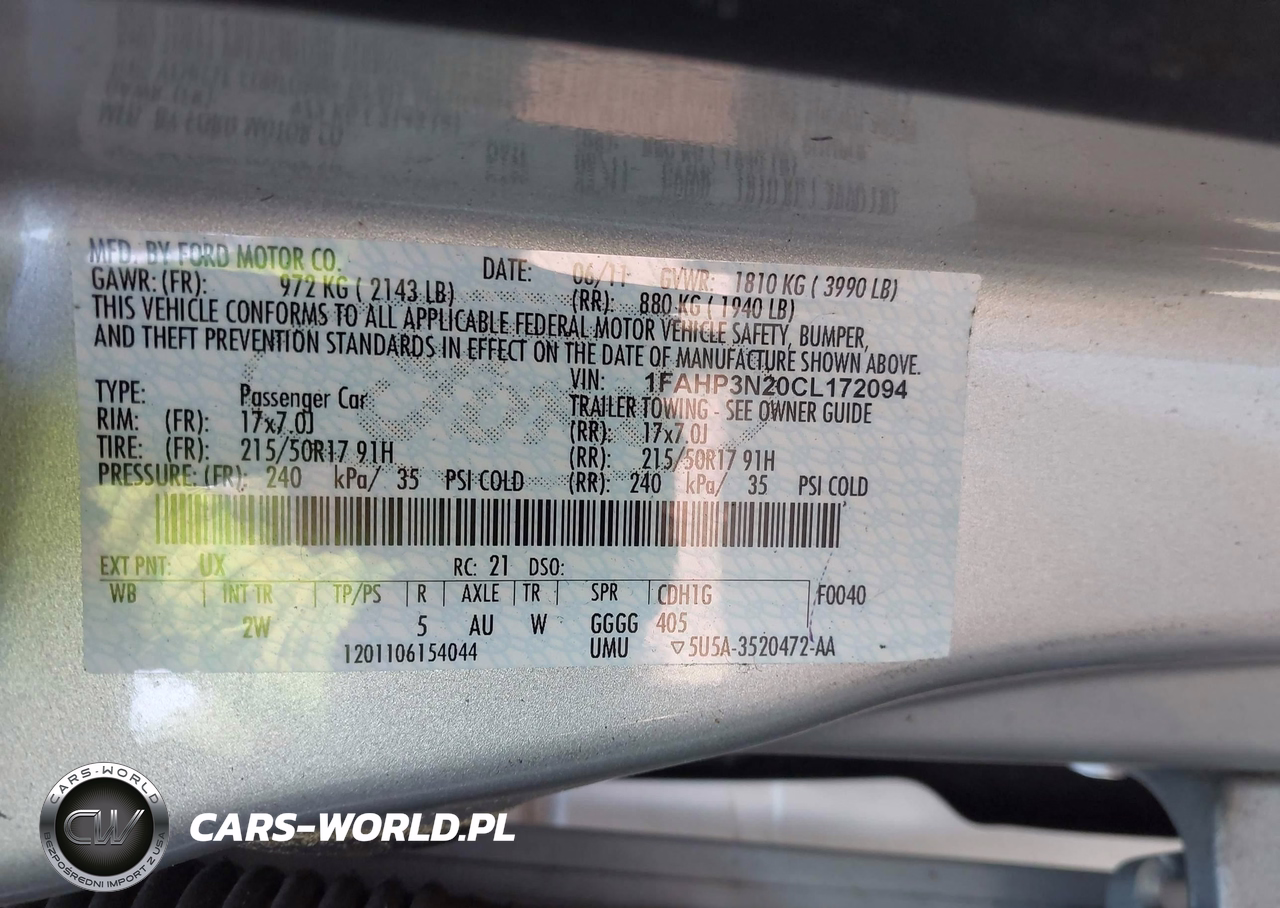 MFD. BY FORD MOTOR CO.
DATE: 06/11 GVWR: 1810 KG ( 3990 LB)
GAWR: (FR): 972 KG ( 2143 LB) (RR): 880 KG ( 1940 LB)
THIS VEHICLE CONFORMS TO ALL APPLICABLE FEDERAL MOTOR VEHICLE SAFETY, BUMPER,
AND THEFT PREVENTION STANDARDS IN EFFECT ON THE DATE OF MANUFACTURE SHOWN ABOVE.
VIN: 1FAHP3N20CL172094
TYPE: Passenger Car TRAILER TOWING - SEE OWNER GUIDE
RIM: (FR): 17x7.0J (RR): 17x7.0J
TIRE: (FR): 215/50R17 91H (RR): 215/50R17 91H
PRESSURE: (FR): 240 kPa/ 35 PSI COLD (RR): 240 kPa/ 35 PSI COLD
EXT PNT: UX RC: 21 DSO:
WB INT TR TP/PS R AXLE TR SPR CDH1G F0040
2W 5 AU W GGGG 405
1201106154044 UMU ▽5U5A-3520472-AA
CARS-WORLD
CW
BEZPOŚREDNI IMPORT Z USA
CARS-WORLD.PL